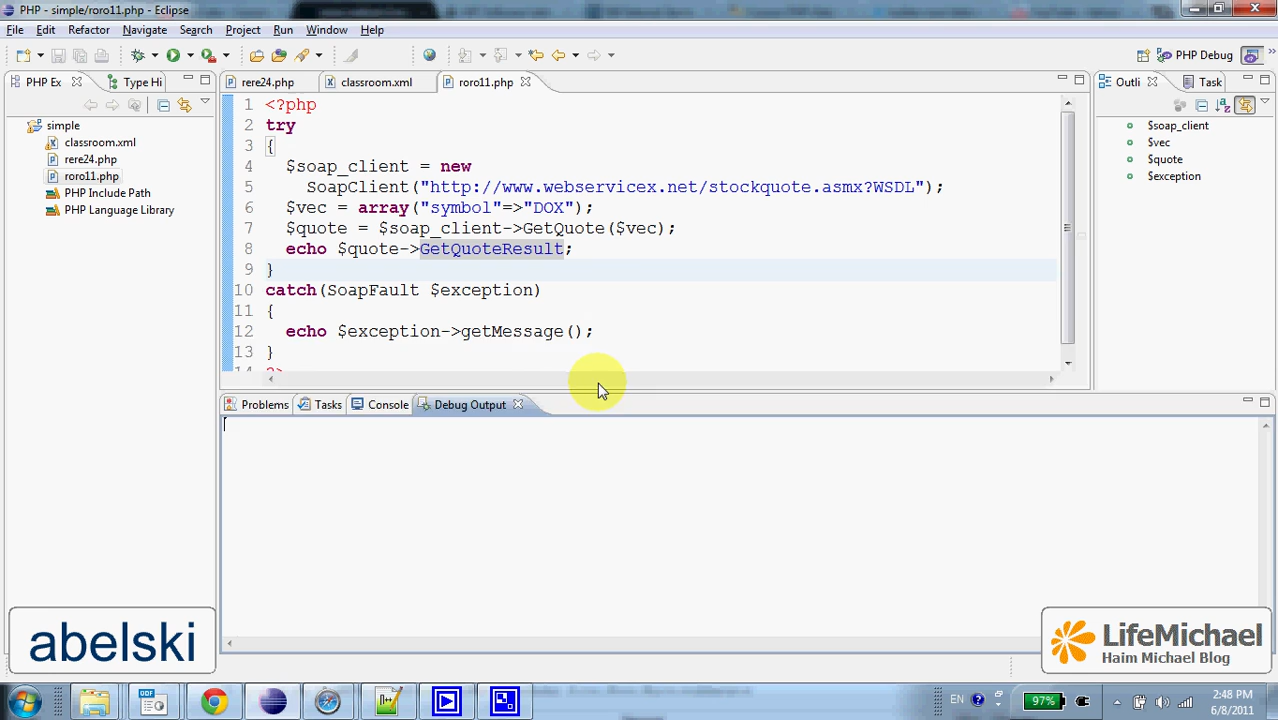 PHP - simple/roro11.php - Eclipse
File Edit Refactor Navigate Search Project Run Window Help
PHP Debug
PHP Ex Type Hi
rere24.php classroom.xml roro11.php
Outli Task
simple
classroom.xml
rere24.php
roro11.php
PHP Include Path
PHP Language Library
1 <?php
2 try
3 {
4 $soap_client = new
5 SoapClient("http://www.webservicex.net/stockquote.asmx?WSDL");
6 $vec = array("symbol"=>"DOX");
7 $quote = $soap_client->GetQuote($vec);
8 echo $quote->GetQuoteResult;
9 }
10 catch(SoapFault $exception)
11 {
12 echo $exception->getMessage();
13 }
14 ?>
$soap_client
$vec
$quote
$exception
Problems Tasks Console Debug Output
abelski
LifeMichael
Haim Michael Blog
EN 97% 2:48 PM
6/8/2011